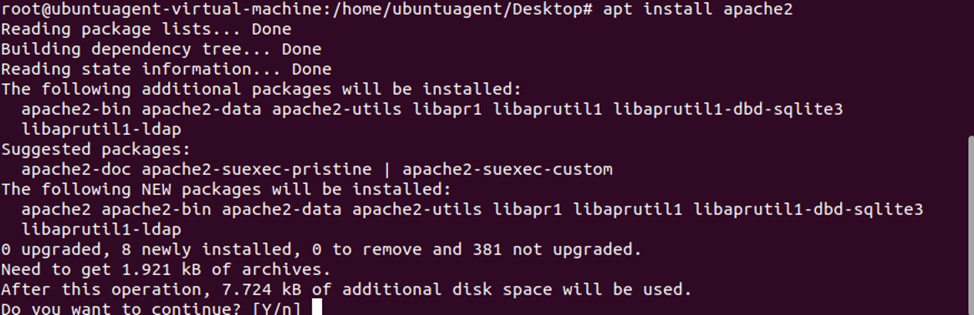 root@ubuntuagent-virtual-machine:/home/ubuntuagent/Desktop# apt install apache2
Reading package lists... Done
Building dependency tree... Done
Reading state information... Done
The following additional packages will be installed:
  apache2-bin apache2-data apache2-utils libapr1 libaprutil1 libaprutil1-dbd-sqlite3
  libaprutil1-ldap
Suggested packages:
  apache2-doc apache2-suexec-pristine | apache2-suexec-custom
The following NEW packages will be installed:
  apache2 apache2-bin apache2-data apache2-utils libapr1 libaprutil1 libaprutil1-dbd-sqlite3
  libaprutil1-ldap
0 upgraded, 8 newly installed, 0 to remove and 381 not upgraded.
Need to get 1.921 kB of archives.
After this operation, 7.724 kB of additional disk space will be used.
Do you want to continue? [Y/n]